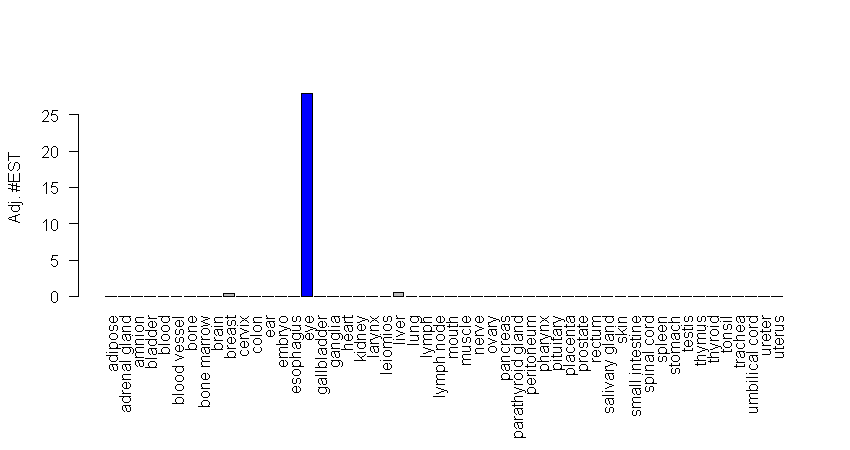 Adj. #EST
25
20
15
10
5
0
adipose
adrenal gland
amnion
bladder
blood
blood vessel
bone
bone marrow
brain
breast
cervix
colon
ear
embryo
esophagus
eye
gallbladder
ganglia
heart
kidney
larynx
leiomios
liver
lung
lymph
lymph node
mouth
muscle
nerve
ovary
pancreas
parathyroid gland
peritoneum
pharynx
pituitary
placenta
prostate
rectum
salivary gland
skin
small intestine
spinal cord
spleen
stomach
testis
thymus
thyroid
tonsil
trachea
umbilical cord
ureter
uterus